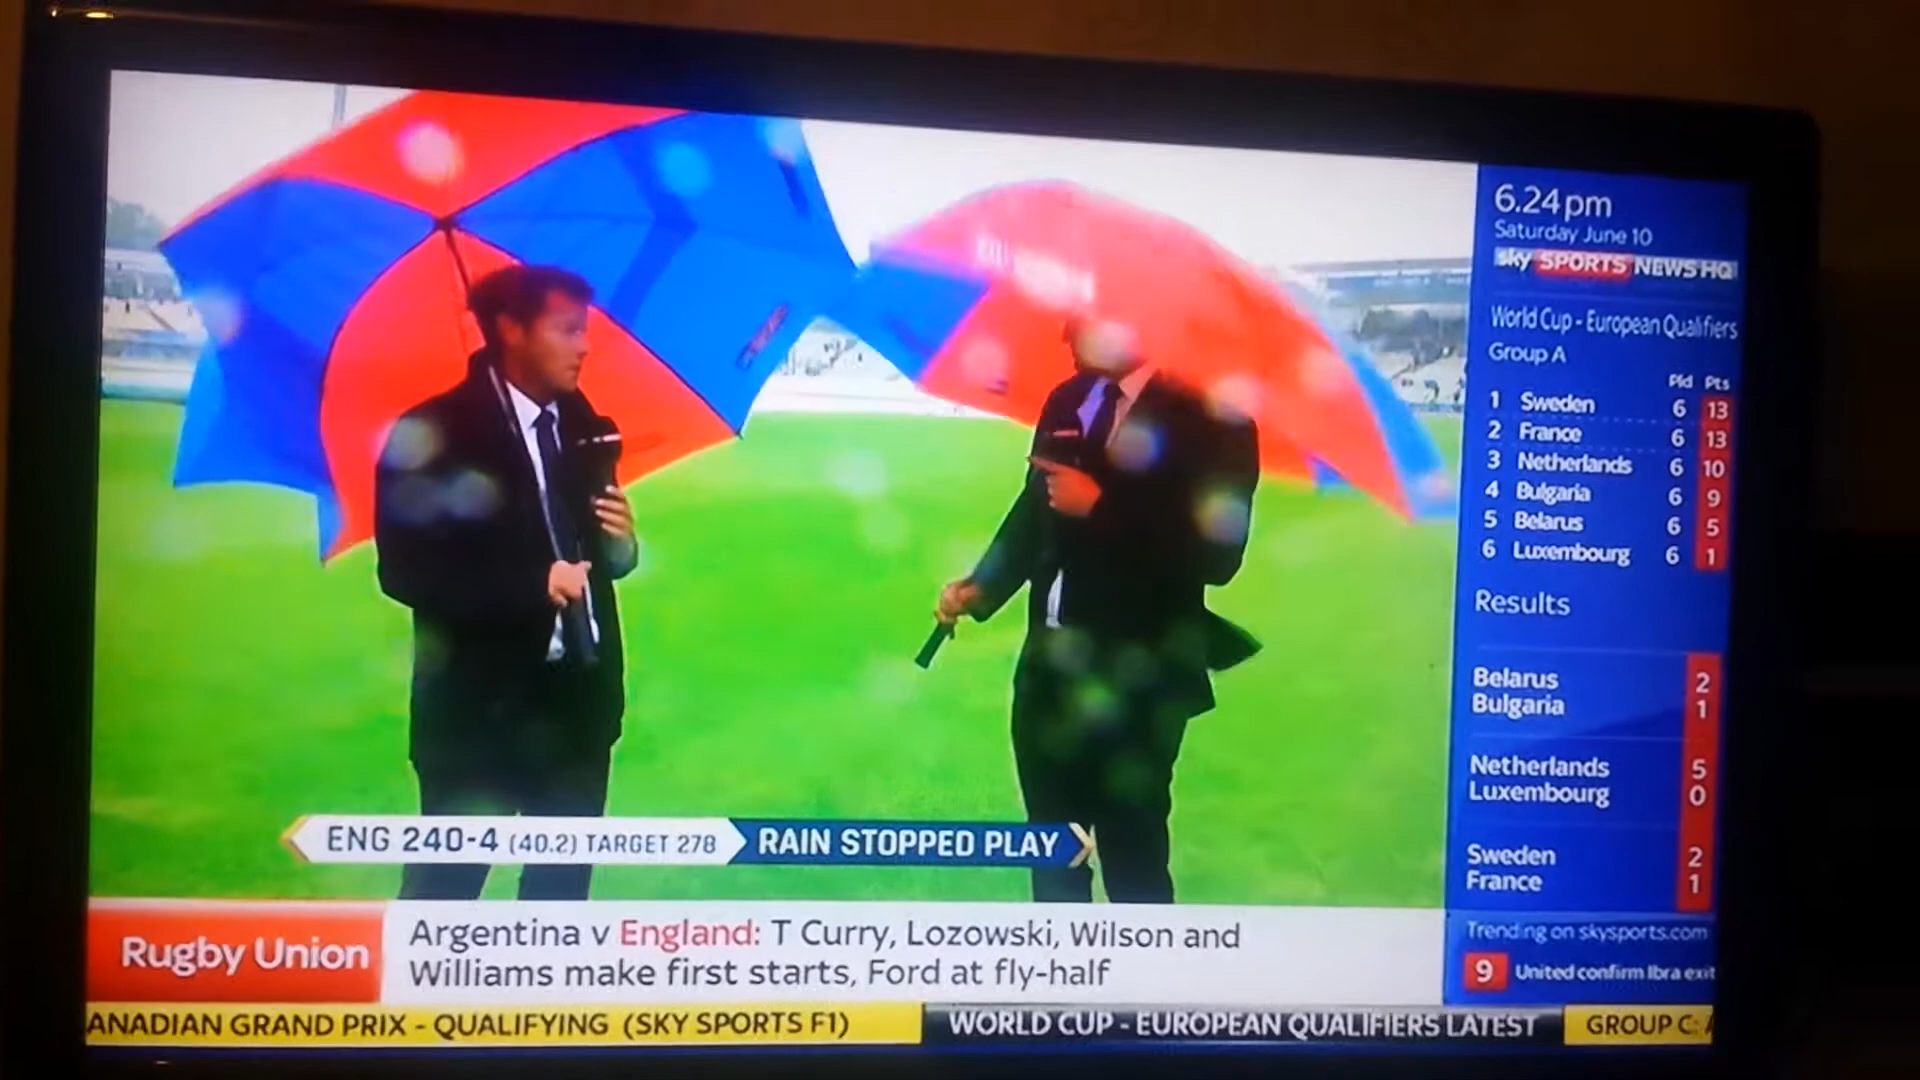 6.24pm
Saturday June 10
sky SPORTS NEWS HQ
World Cup - European Qualifiers
Group A
Pld Pts
1 Sweden 6 13
2 France 6 13
3 Netherlands 6 10
4 Bulgaria 6 9
5 Belarus 6 5
6 Luxembourg 6 1
Results
Belarus 2
Bulgaria 1
Netherlands 5
Luxembourg 0
Sweden 2
France 1
Trending on skysports.com
9 United confirm Ibra exit
ENG 240-4 (40.2) TARGET 278 RAIN STOPPED PLAY
Rugby Union
Argentina v England: T Curry, Lozowski, Wilson and
Williams make first starts, Ford at fly-half
ANADIAN GRAND PRIX - QUALIFYING (SKY SPORTS F1) WORLD CUP - EUROPEAN QUALIFIERS LATEST GROUP C: